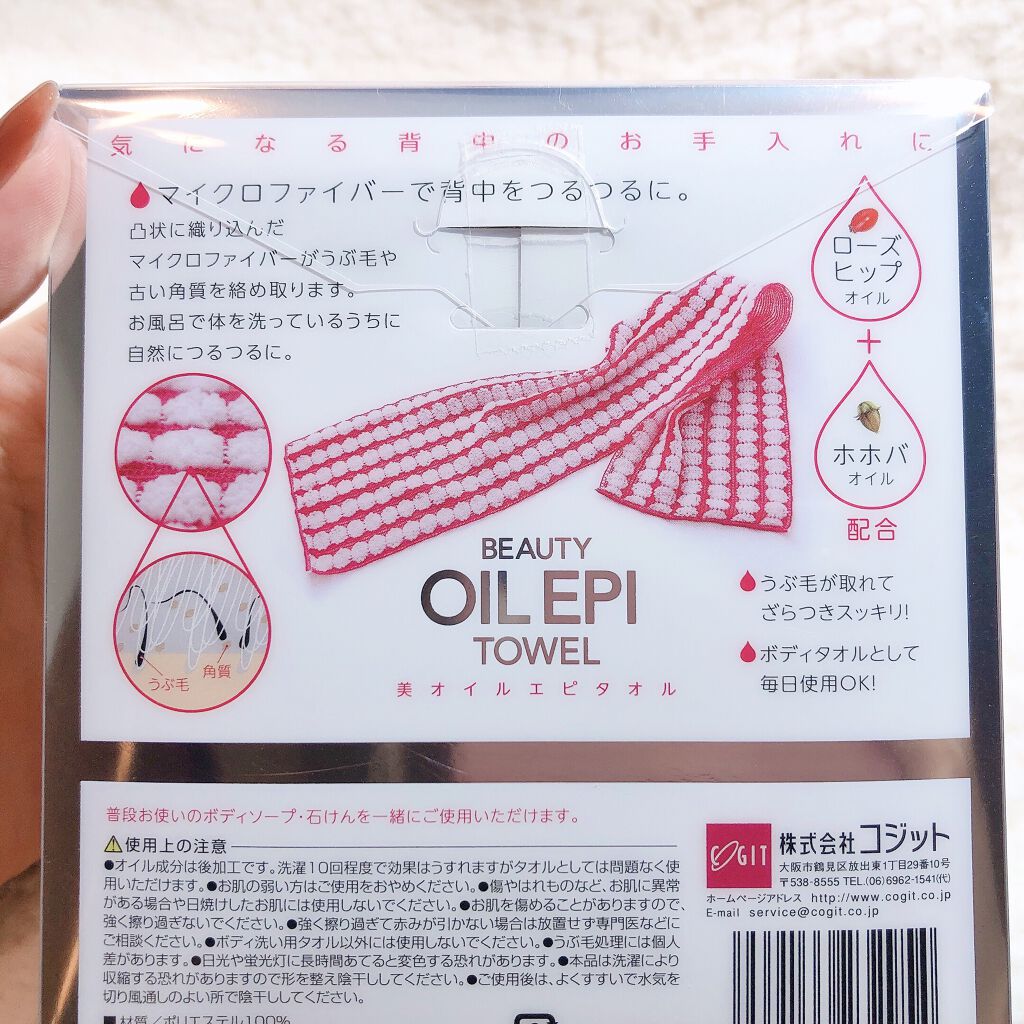 気になる背中のお手入れに
マイクロファイバーで背中をつるつるに。
凸状に織り込んだ
マイクロファイバーがうぶ毛や
古い角質を絡め取ります。
お風呂で体を洗っているうちに
自然につるつるに。
ローズ
ヒップ
オイル
+
ホホバ
オイル
配合
うぶ毛
角質
BEAUTY
OIL EPI
TOWEL
美オイルエピタオル
うぶ毛が取れて
ざらつきスッキリ!
ボディタオルとして
毎日使用OK!
普段お使いのボディソープ・石けんを一緒にご使用いただけます。
⚠使用上の注意
●オイル成分は後加工です。洗濯10回程度で効果はうすれますがタオルとしては問題なく使
用いただけます。●お肌の弱い方はご使用をおやめください。●傷やはれものなど、お肌に異常
がある場合や日焼けしたお肌には使用しないでください。●お肌を傷めることがありますので、
強く擦り過ぎないでください。●強く擦り過ぎて赤みが引かない場合は放置せず専門医などに
ご相談ください。●ボディ洗い用タオル以外には使用しないでください。●うぶ毛処理には個人
差があります。●日光や蛍光灯に長時間あてると変色する恐れがあります。●本品は洗濯により
収縮する恐れがありますので形を整え陰干ししてください。●ご使用後は、よくすすいで水気を
切り風通しのよい所で陰干ししてください。
■材質/ポリエステル100%
COGIT
株式会社コジット
大阪市鶴見区放出東1丁目29番10号
〒538-8555 TEL.(06)6962-1541(代)
ホームページアドレス http://www.cogit.co.jp
E-mail service@cogit.co.jp